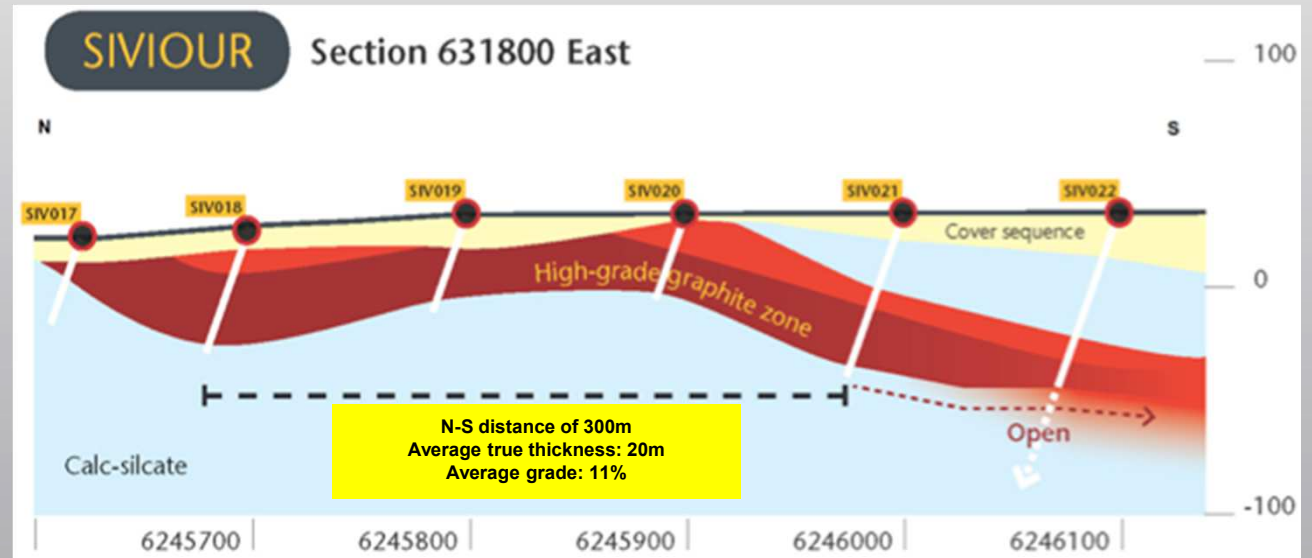 SIVIOUR Section 631800 East
100
N
S
SIV017
SIV018
SIV019
SIV020
SIV021
SIV022
Cover sequence
High-grade graphite zone
0
N-S distance of 300m
Average true thickness: 20m
Average grade: 11%
Open
Calc-silcate
-100
6245700
6245800
6245900
6246000
6246100